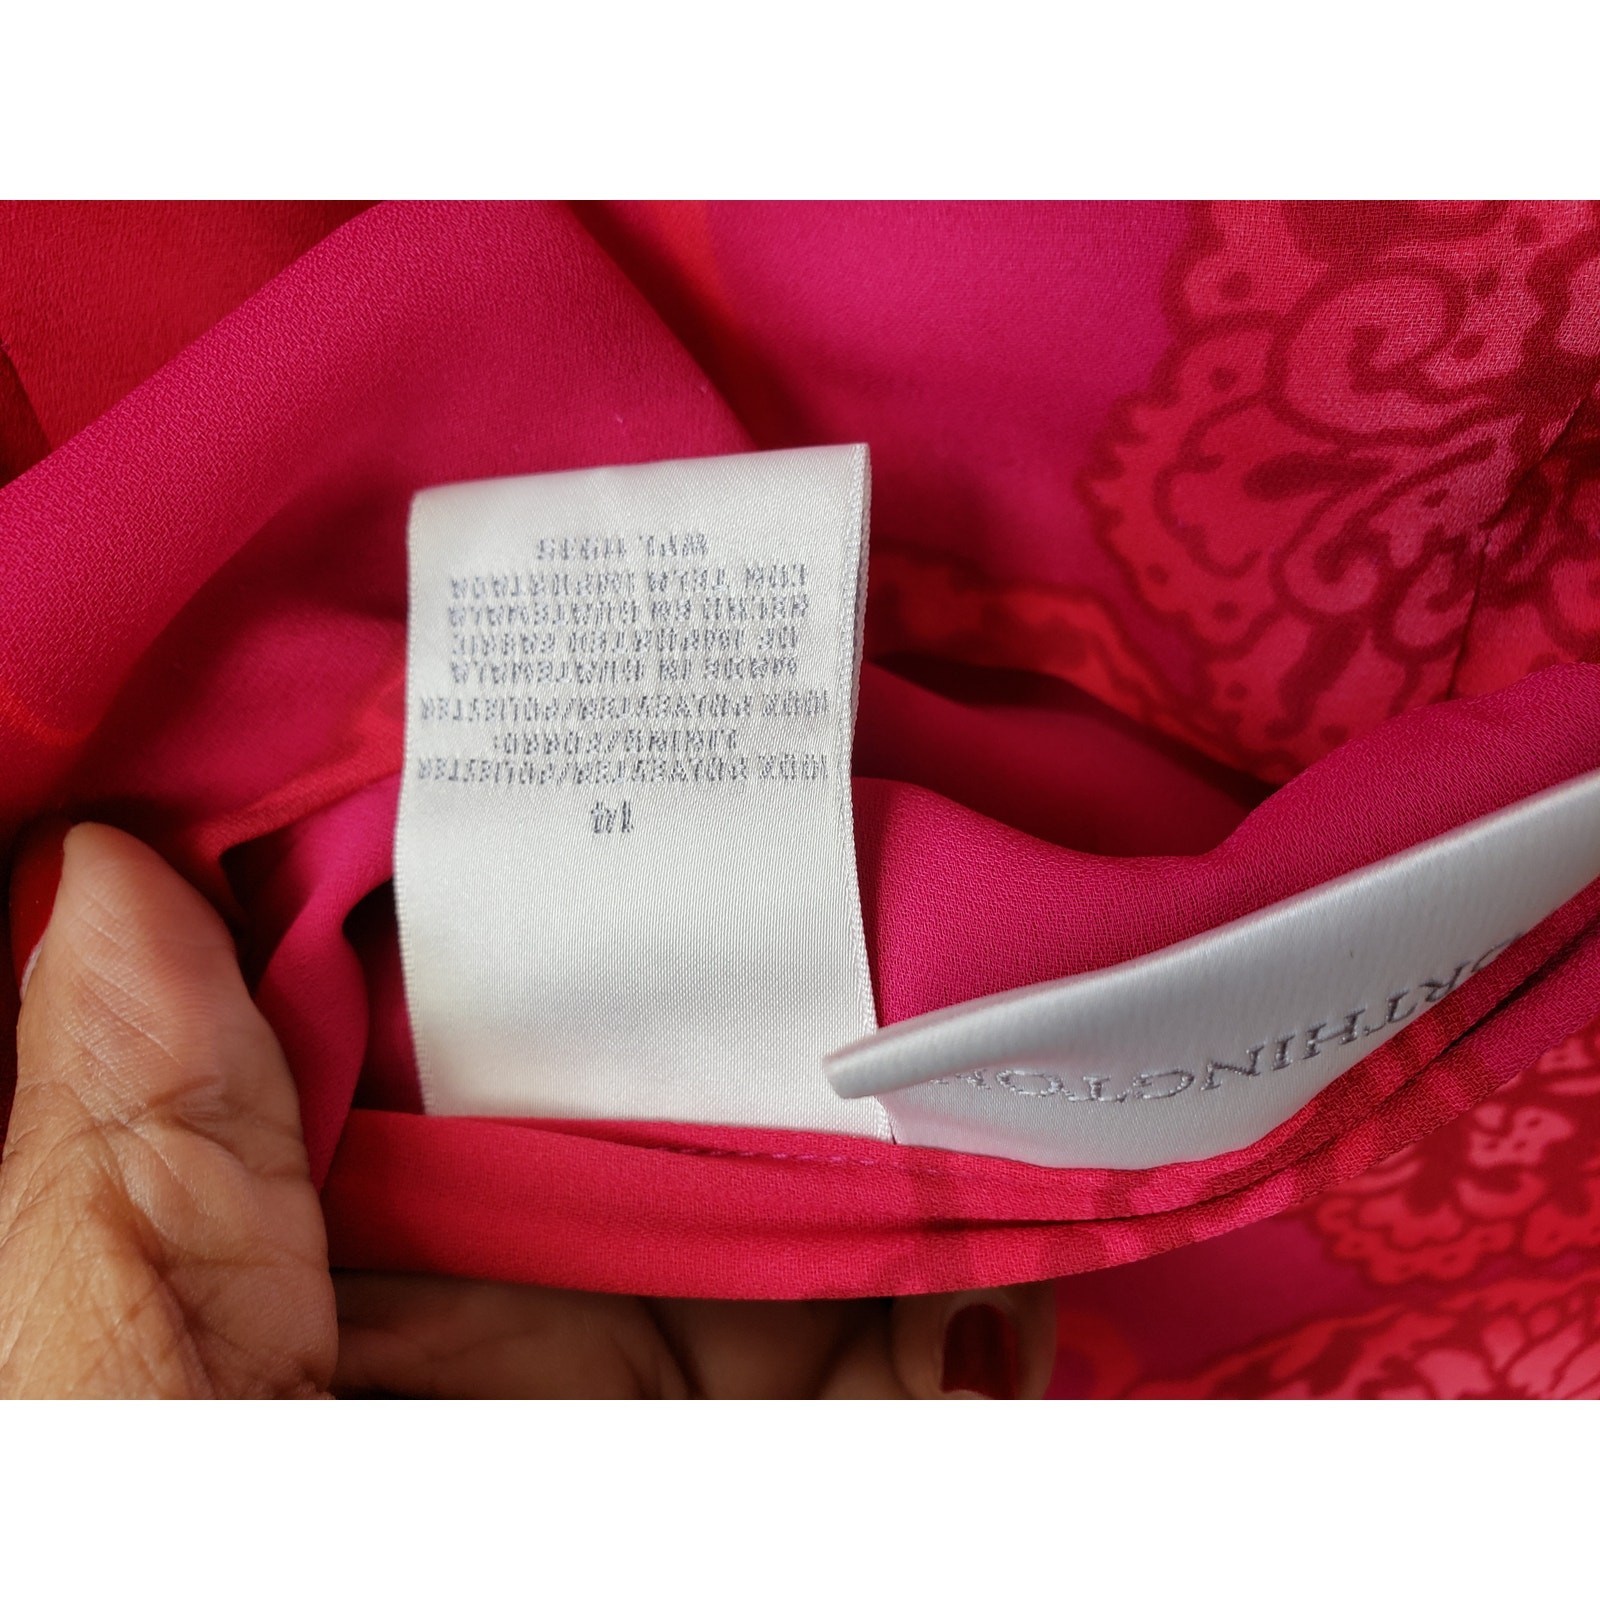 14
100% POLYESTER/POLIESTER
LINING/FORRO:
100% POLYESTER/POLIESTER
MADE IN GUATEMALA
OF IMPORTED FABRIC
HECHO EN GUATEMALA
CON TELA IMPORTADA
WPL
ORTHINGTON